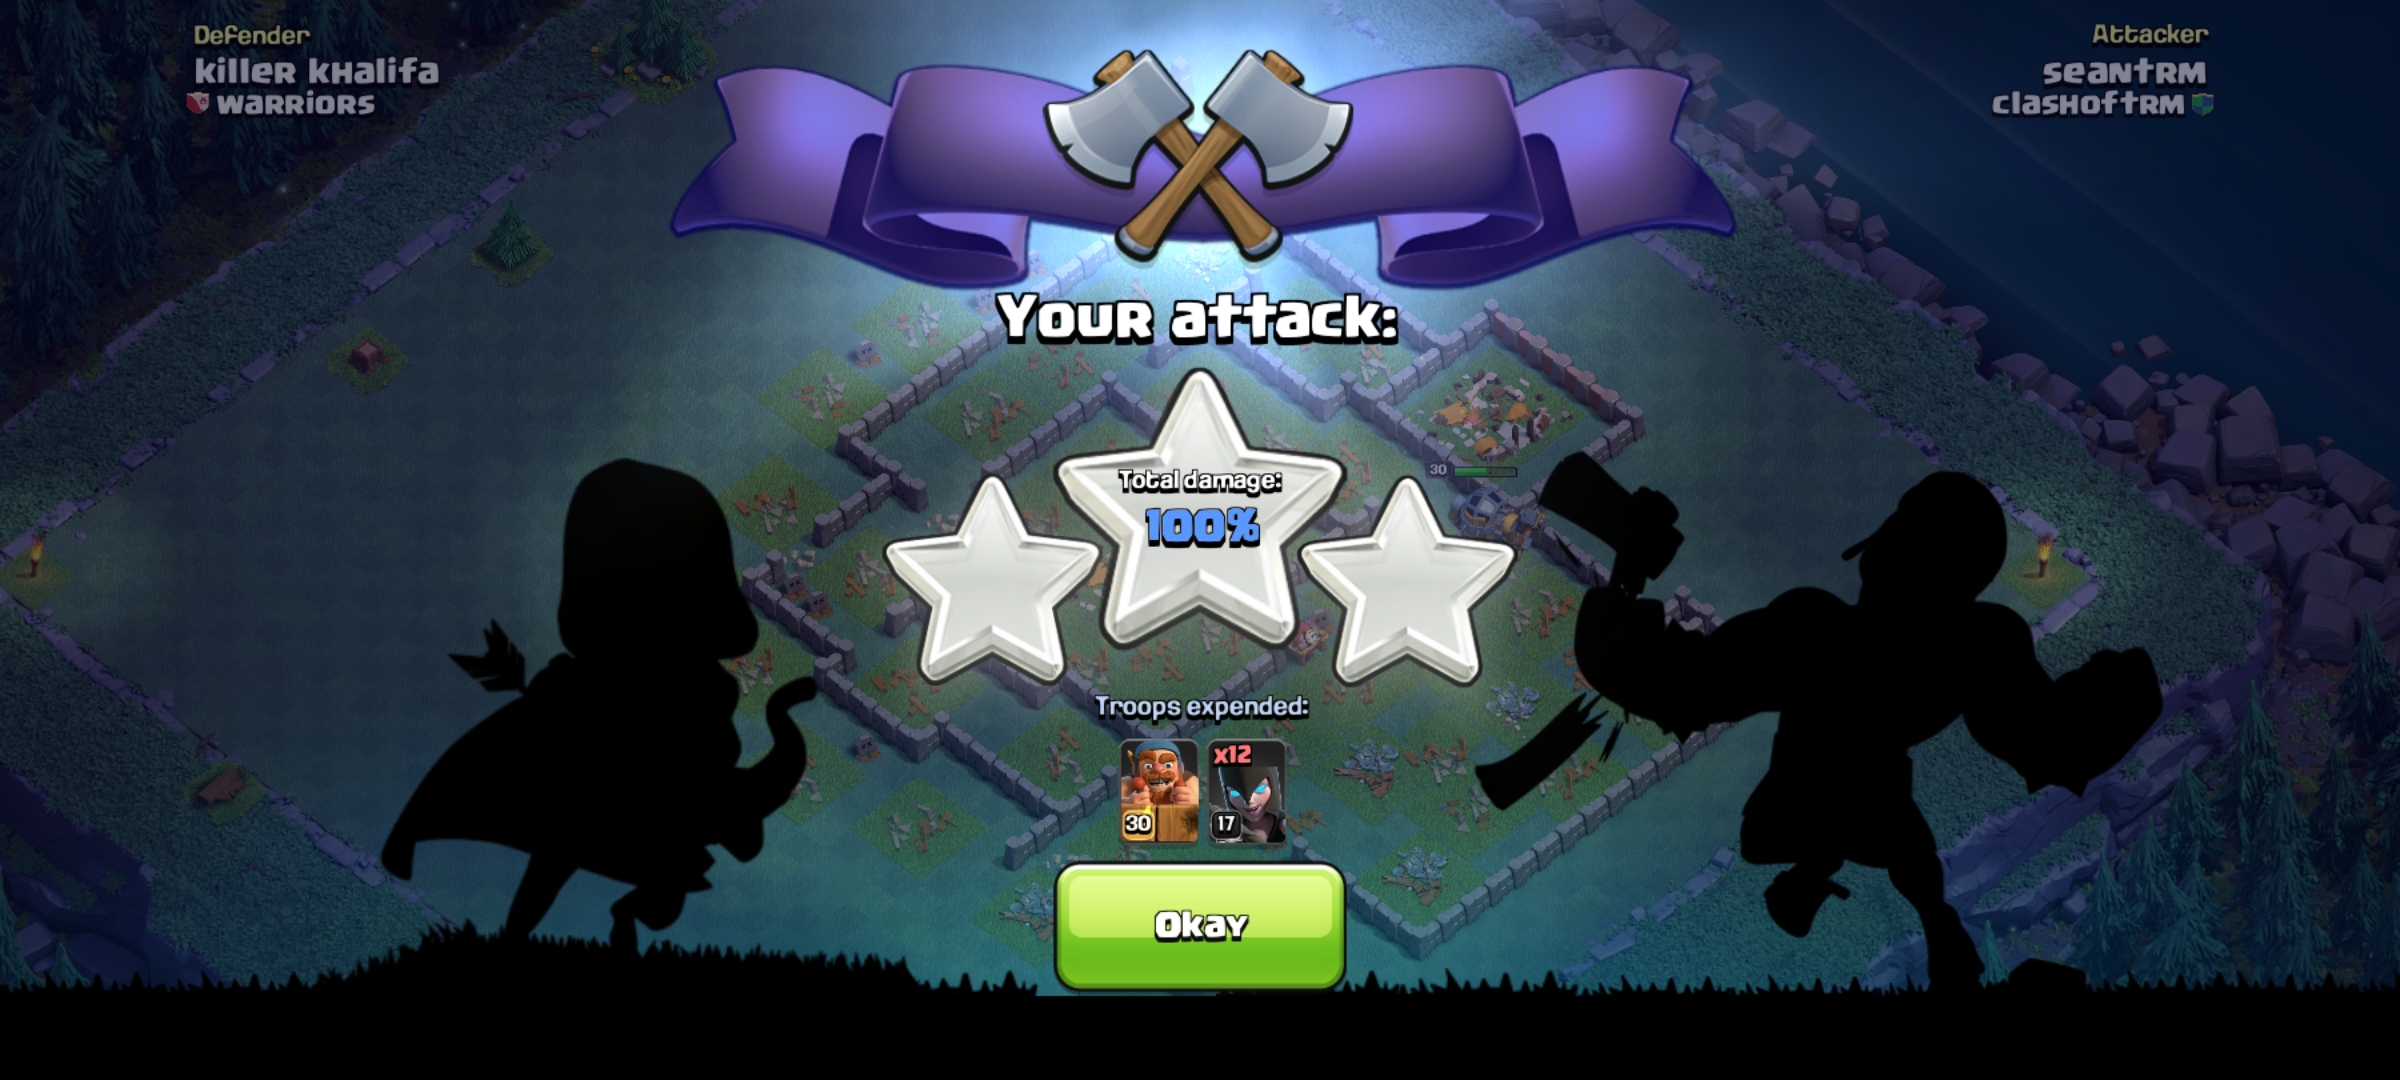 Defender
killer khalifa
warriors
Attacker
seantrm
clashoftrm
Your attack:
Total damage:
100%
30
Troops expended:
30
x12
17
Okay